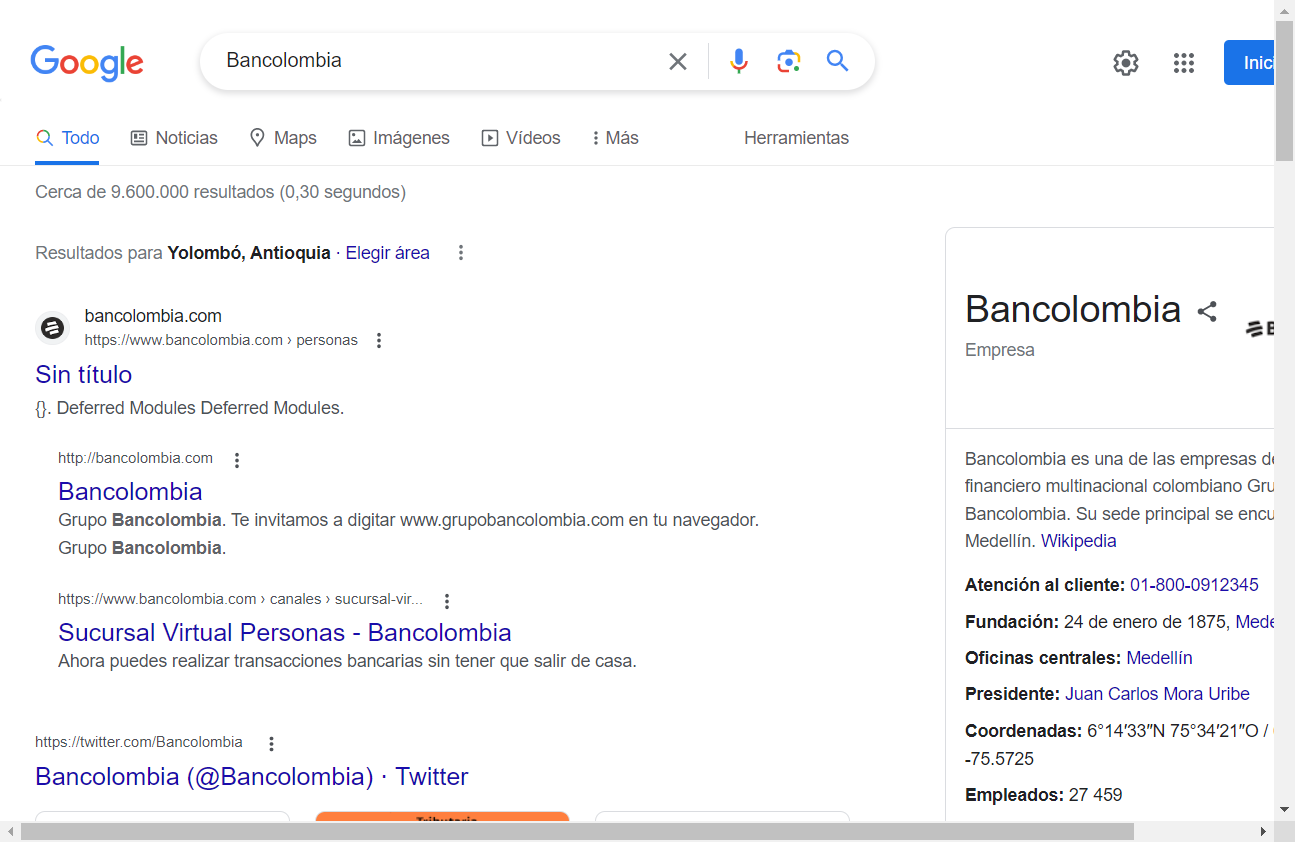 Google
Bancolombia
Inic
Todo
Noticias
Maps
Imágenes
Vídeos
Más
Herramientas
Cerca de 9.600.000 resultados (0,30 segundos)
Resultados para Yolombó, Antioquia · Elegir área
bancolombia.com
https://www.bancolombia.com › personas
Sin título
{}. Deferred Modules Deferred Modules.
http://bancolombia.com
Bancolombia
Grupo Bancolombia. Te invitamos a digitar www.grupobancolombia.com en tu navegador.
Grupo Bancolombia.
https://www.bancolombia.com › canales › sucursal-vir...
Sucursal Virtual Personas - Bancolombia
Ahora puedes realizar transacciones bancarias sin tener que salir de casa.
https://twitter.com/Bancolombia
Bancolombia (@Bancolombia) · Twitter
Bancolombia
Empresa
Bancolombia es una de las empresas de
financiero multinacional colombiano Gru
Bancolombia. Su sede principal se encu
Medellín. Wikipedia
Atención al cliente: 01-800-0912345
Fundación: 24 de enero de 1875, Mede
Oficinas centrales: Medellín
Presidente: Juan Carlos Mora Uribe
Coordenadas: 6°14′33″N 75°34′21″O /
-75.5725
Empleados: 27 459